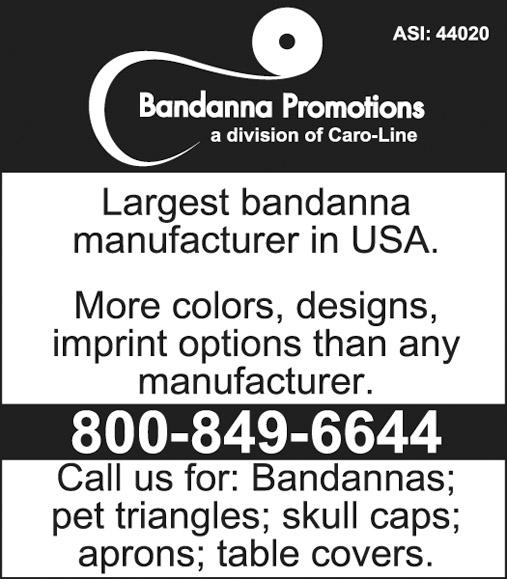 ASI: 44020
Bandanna Promotions
a division of Caro-Line
Largest bandanna
manufacturer in USA.
More colors, designs,
imprint options than any
manufacturer.
800-849-6644
Call us for: Bandannas;
pet triangles; skull caps;
aprons; table covers.